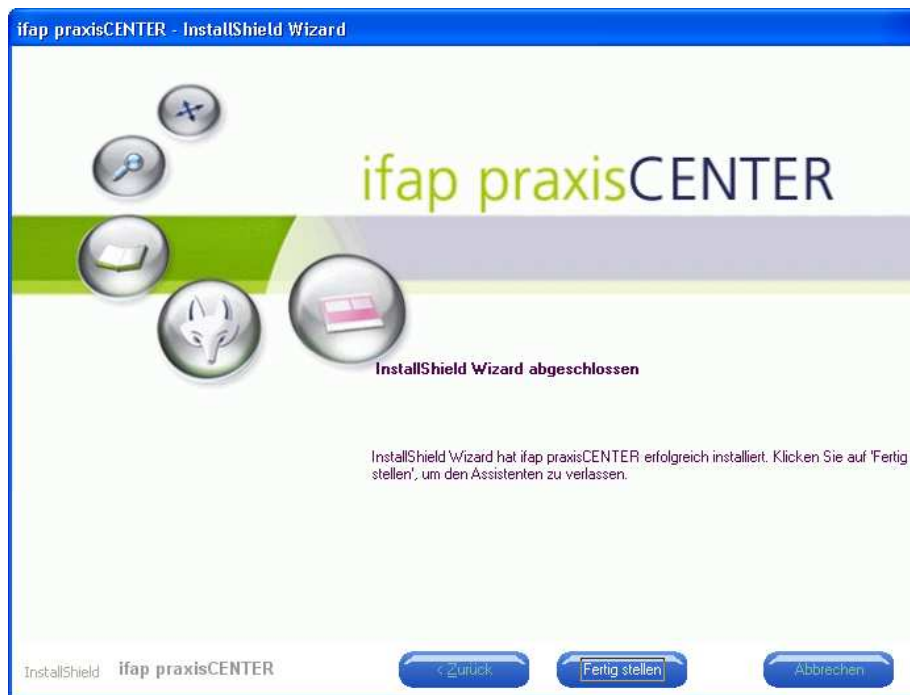 ifap praxisCENTER - InstallShield Wizard
ifap praxisCENTER
InstallShield Wizard abgeschlossen
InstallShield Wizard hat ifap praxisCENTER erfolgreich installiert. Klicken Sie auf 'Fertig
stellen', um den Assistenten zu verlassen.
InstallShield ifap praxisCENTER < Zurück Fertig stellen Abbrechen